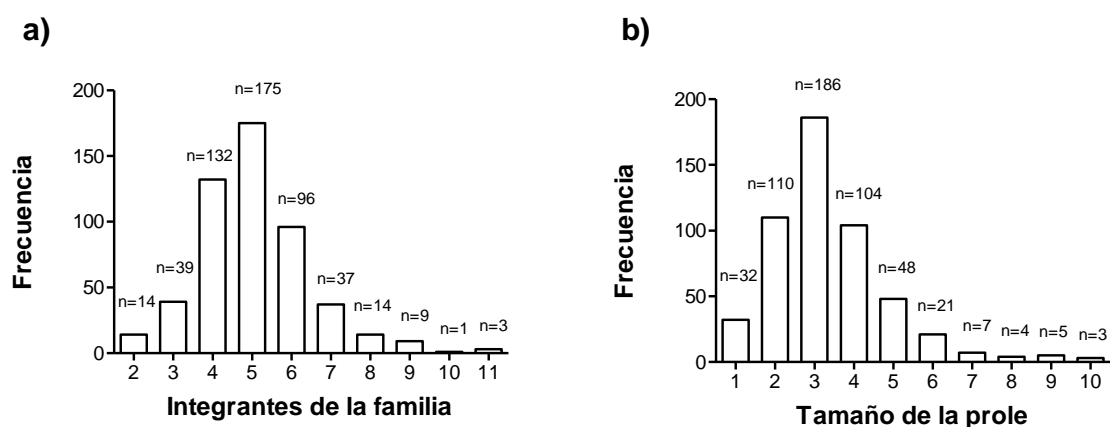 a)
200
150
100
50
0
Frecuencia
n=14
n=39
n=132
n=175
n=96
n=37
n=14
n=9
n=1
n=3
2 3 4 5 6 7 8 9 10 11
Integrantes de la familia
b)
200
150
100
50
0
Frecuencia
n=32
n=110
n=186
n=104
n=48
n=21
n=7
n=4
n=5
n=3
1 2 3 4 5 6 7 8 9 10
Tamaño de la prole